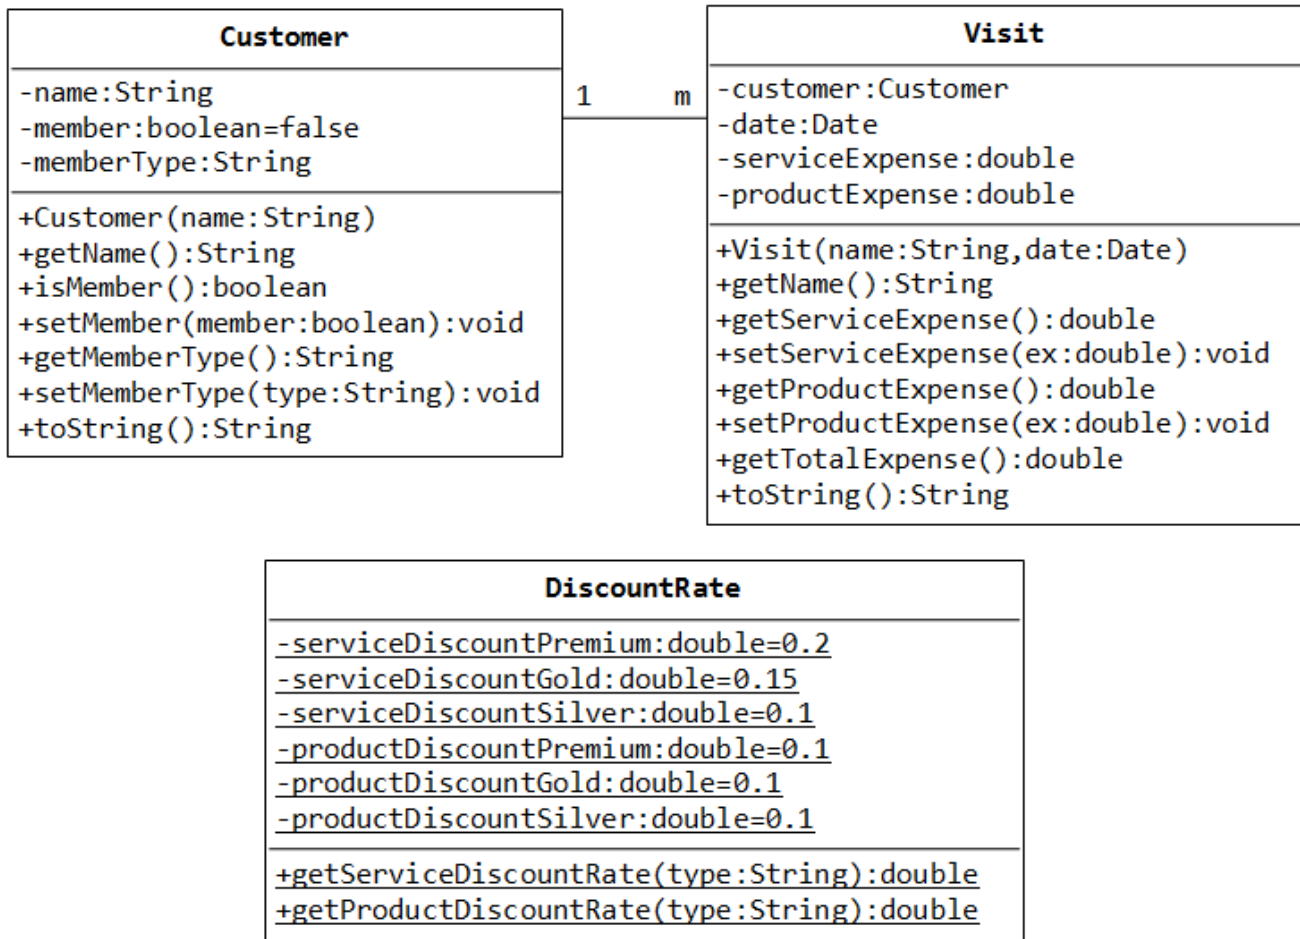 Customer
-name:String
-member:boolean=false
-memberType:String
+Customer(name:String)
+getName():String
+isMember():boolean
+setMember(member:boolean):void
+getMemberType():String
+setMemberType(type:String):void
+toString():String
1 m
Visit
-customer:Customer
-date:Date
-serviceExpense:double
-productExpense:double
+Visit(name:String,date:Date)
+getName():String
+getServiceExpense():double
+setServiceExpense(ex:double):void
+getProductExpense():double
+setProductExpense(ex:double):void
+getTotalExpense():double
+toString():String
DiscountRate
-serviceDiscountPremium:double=0.2
-serviceDiscountGold:double=0.15
-serviceDiscountSilver:double=0.1
-productDiscountPremium:double=0.1
-productDiscountGold:double=0.1
-productDiscountSilver:double=0.1
+getServiceDiscountRate(type:String):double
+getProductDiscountRate(type:String):double